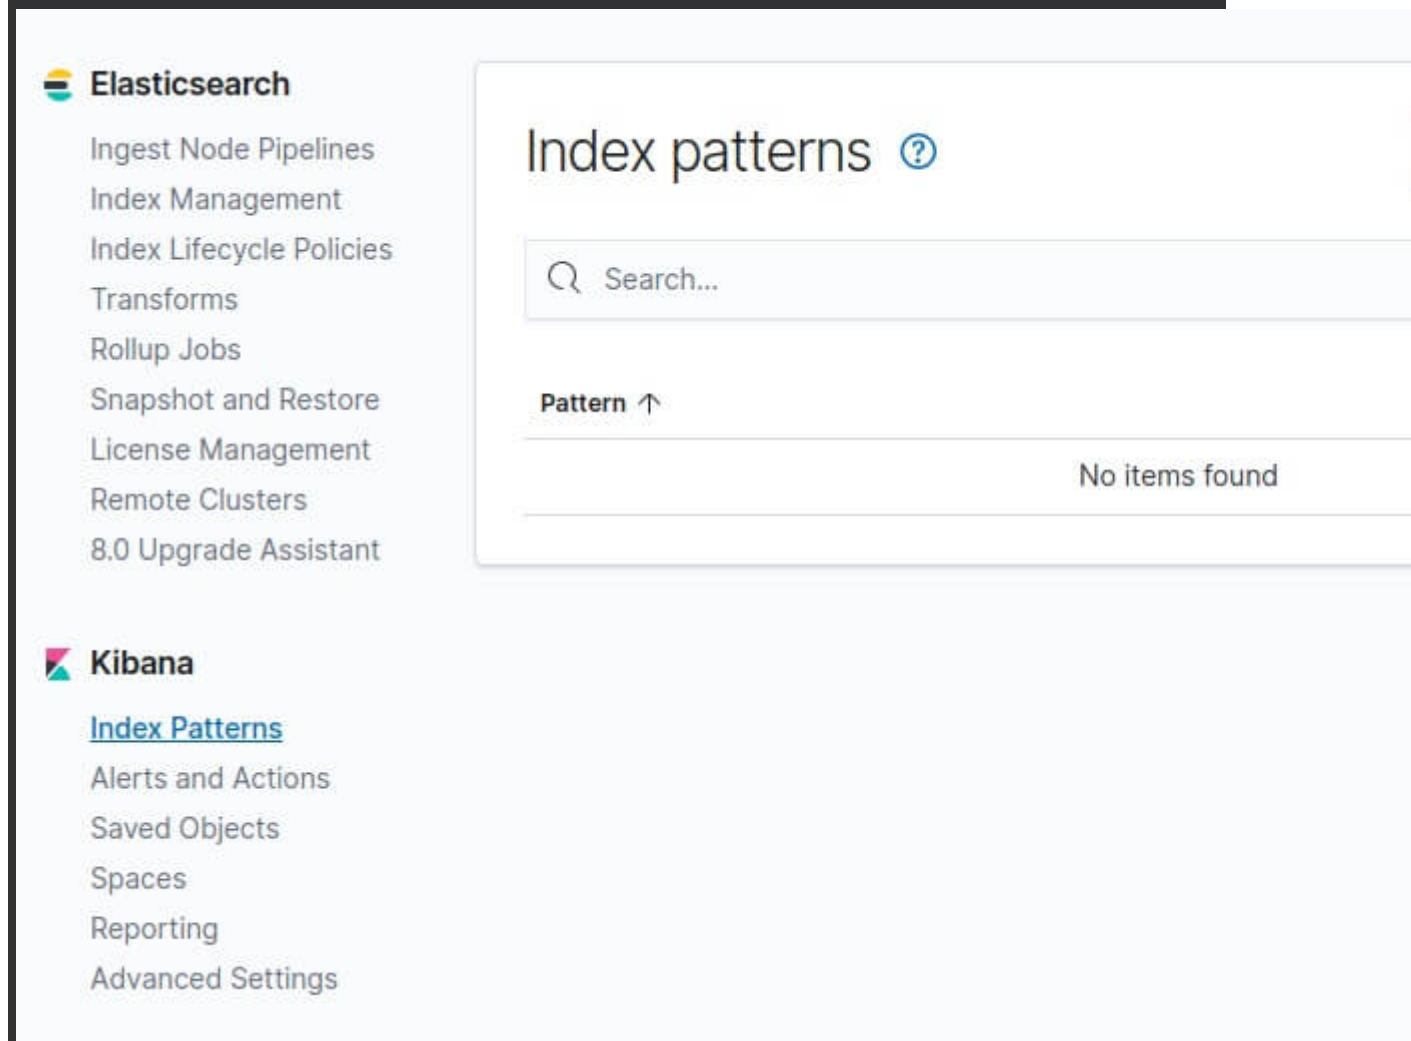 Elasticsearch
Ingest Node Pipelines
Index Management
Index Lifecycle Policies
Transforms
Rollup Jobs
Snapshot and Restore
License Management
Remote Clusters
8.0 Upgrade Assistant
Kibana
Index Patterns
Alerts and Actions
Saved Objects
Spaces
Reporting
Advanced Settings
Index patterns
Search...
Pattern
No items found